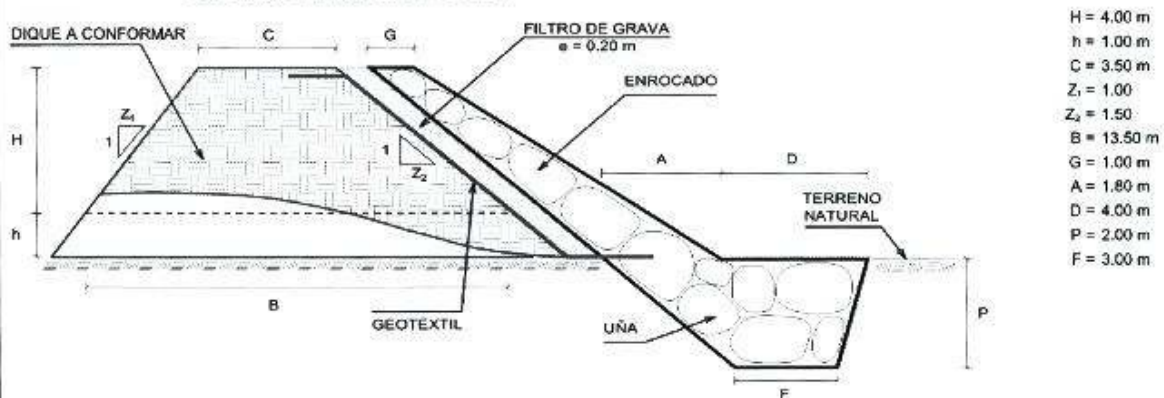 DIQUE A CONFORMAR
C
G
FILTRO DE GRAVA
e = 0.20 m
ENROCADO
H
Z₁
1
1
Z₂
A
D
TERRENO
NATURAL
h
B
GEOTÉXTIL
UÑA
P
F
H = 4.00 m
h = 1.00 m
C = 3.50 m
Z₁ = 1.00
Z₂ = 1.50
B = 13.50 m
G = 1.00 m
A = 1.80 m
D = 4.00 m
P = 2.00 m
F = 3.00 m